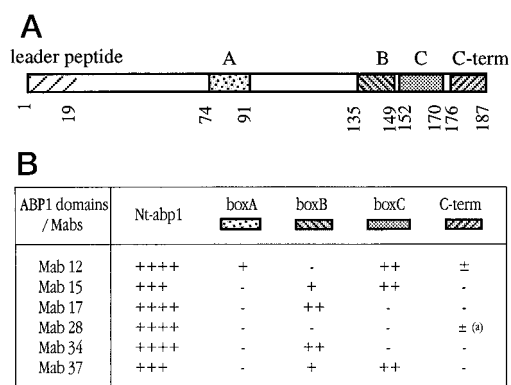 A
leader peptide A B C C-term
1 19 74 91 135 149 152 170 176 187
B
ABP1 domains / Mabs Nt-abp1 boxA boxB boxC C-term
Mab 12 ++++ + - ++ ±
Mab 15 +++ - + ++ -
Mab 17 ++++ - ++ - -
Mab 28 ++++ - - - ± (a)
Mab 34 ++++ - ++ - -
Mab 37 +++ - + ++ -